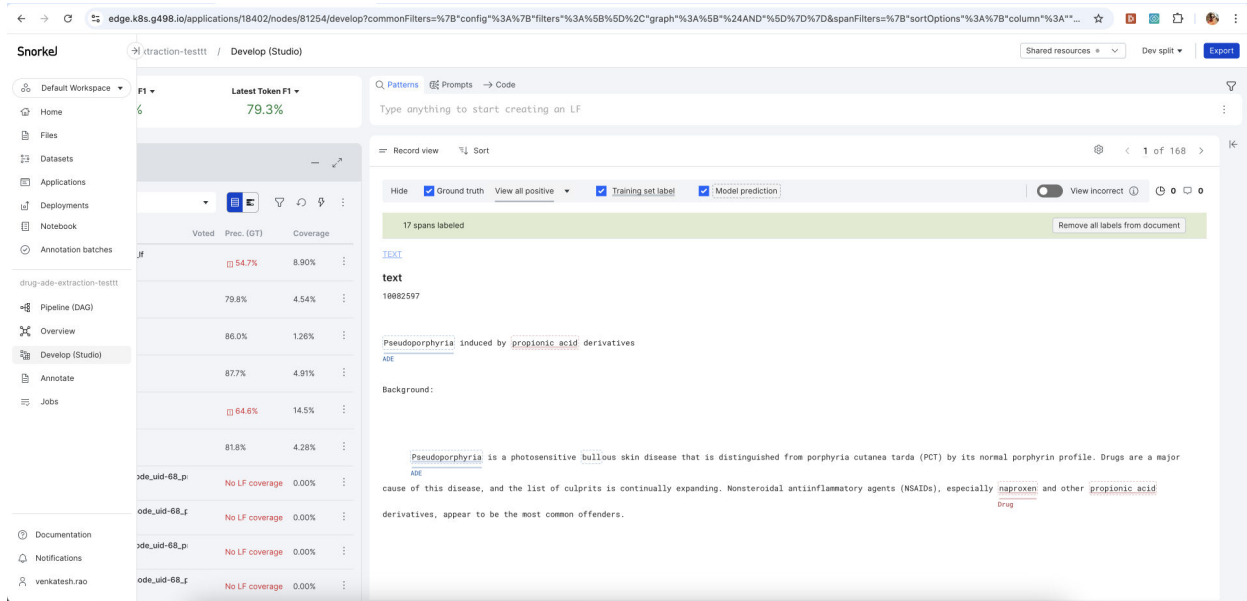 edge.k8s.g498.io/applications/18402/nodes/81254/develop?commonFilters=%7B"config"%3A%7B"filters"%3A%5B%5D%2C"graph"%3A%5B"%24AND"%5D%7D%7D&spanFilters=%7B"sortOptions"%3A%7B"column"%3A""...
Snorkel
xtraction-testtt / Develop (Studio)
Shared resources
Dev split
Export
Default Workspace
Home
Files
Datasets
Applications
Deployments
Notebook
Annotation batches
drug-ade-extraction-testtt
Pipeline (DAG)
Overview
Develop (Studio)
Annotate
Jobs
Documentation
Notifications
venkatesh.rao
F1
Latest Token F1
%
79.3%
Voted Prec. (GT) Coverage
_lf
54.7% 8.90%
79.8% 4.54%
86.0% 1.26%
87.7% 4.91%
64.6% 14.5%
81.8% 4.28%
ode_uid-68_p
No LF coverage 0.00%
ode_uid-68_p
No LF coverage 0.00%
ode_uid-68_p
No LF coverage 0.00%
ode_uid-68_p
No LF coverage 0.00%
Patterns Prompts Code
Type anything to start creating an LF
Record view Sort
1 of 168
Hide Ground truth View all positive Training set label Model prediction
View incorrect 0 0
17 spans labeled
Remove all labels from document
TEXT
text
10082597
Pseudoporphyria induced by propionic acid derivatives
ADE
Background:
Pseudoporphyria is a photosensitive bullous skin disease that is distinguished from porphyria cutanea tarda (PCT) by its normal porphyrin profile. Drugs are a major
ADE
cause of this disease, and the list of culprits is continually expanding. Nonsteroidal antiinflammatory agents (NSAIDs), especially naproxen and other propionic acid
Drug
derivatives, appear to be the most common offenders.